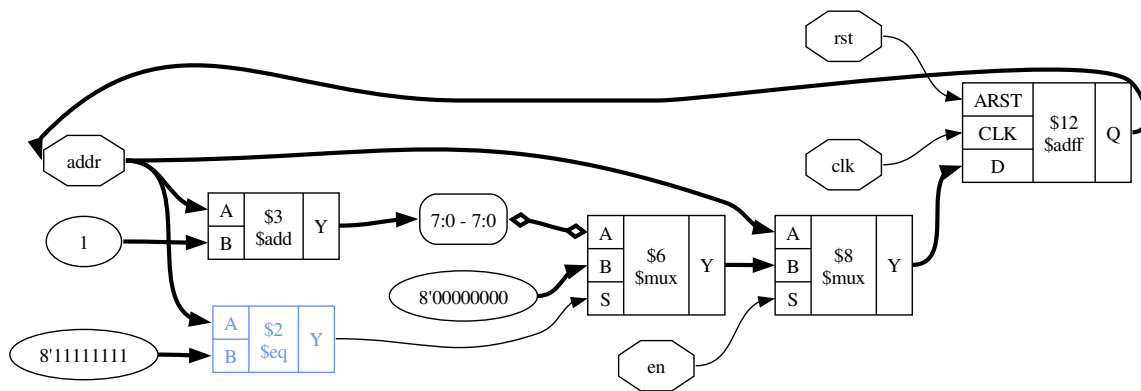 rst
ARST
CLK
D
$12
$adff
Q
clk
addr
A
B
$3
$add
Y
1
7:0 - 7:0
A
B
S
$6
$mux
Y
A
B
S
$8
$mux
Y
8'00000000
A
B
$2
$eq
Y
8'11111111
en